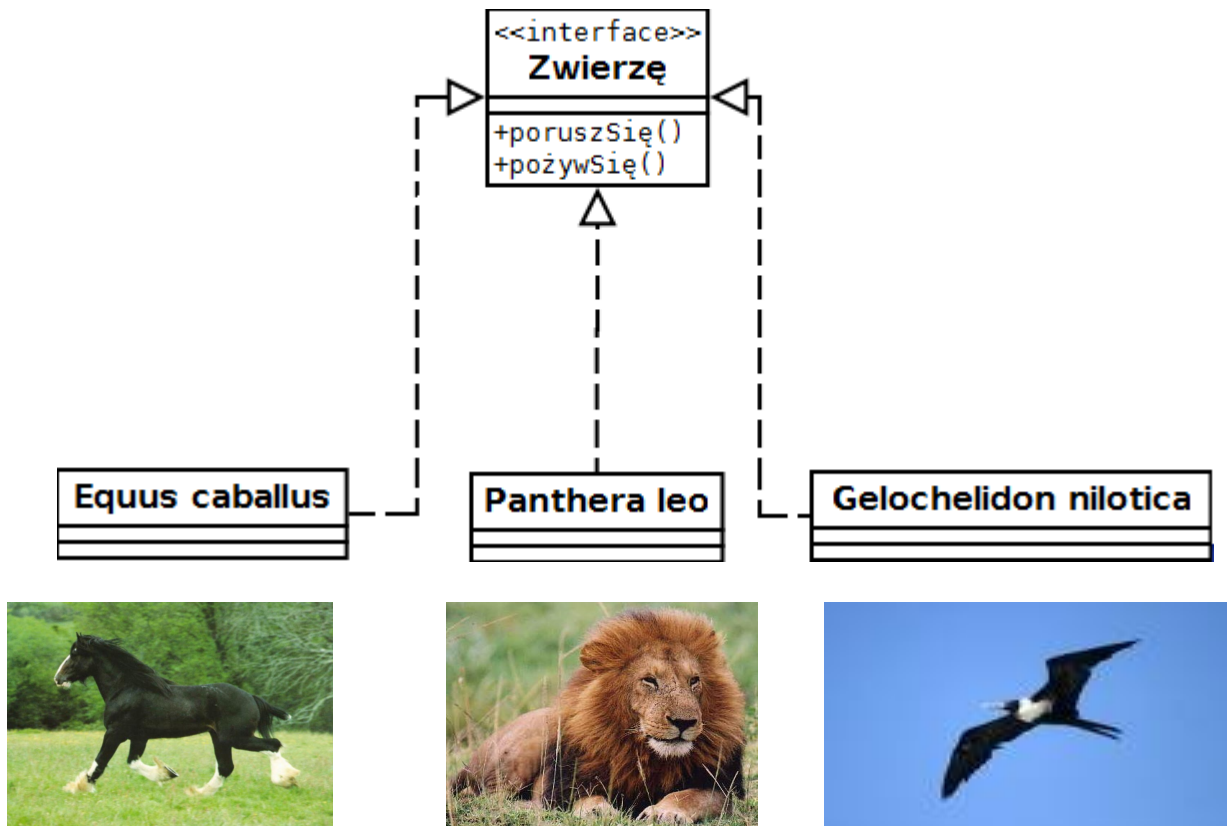 <<interface>>
Zwierzę
+poruszSię()
+pożywSię()
Equus caballus
Panthera leo
Gelochelidon nilotica